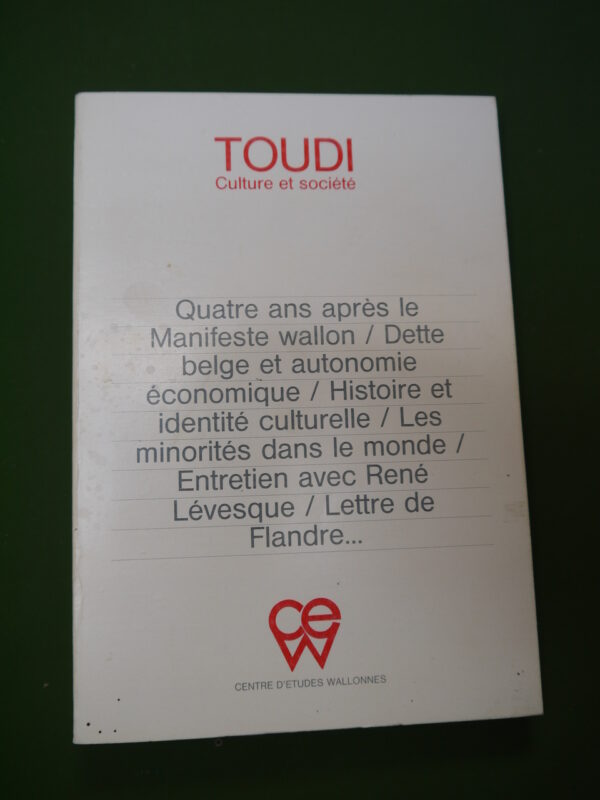 TOUDI
Culture et société
Quatre ans après le
Manifeste wallon / Dette
belge et autonomie
économique / Histoire et
identité culturelle / Les
minorités dans le monde /
Entretien avec René
Lévesque / Lettre de
Flandre...
cew
CENTRE D'ETUDES WALLONNES